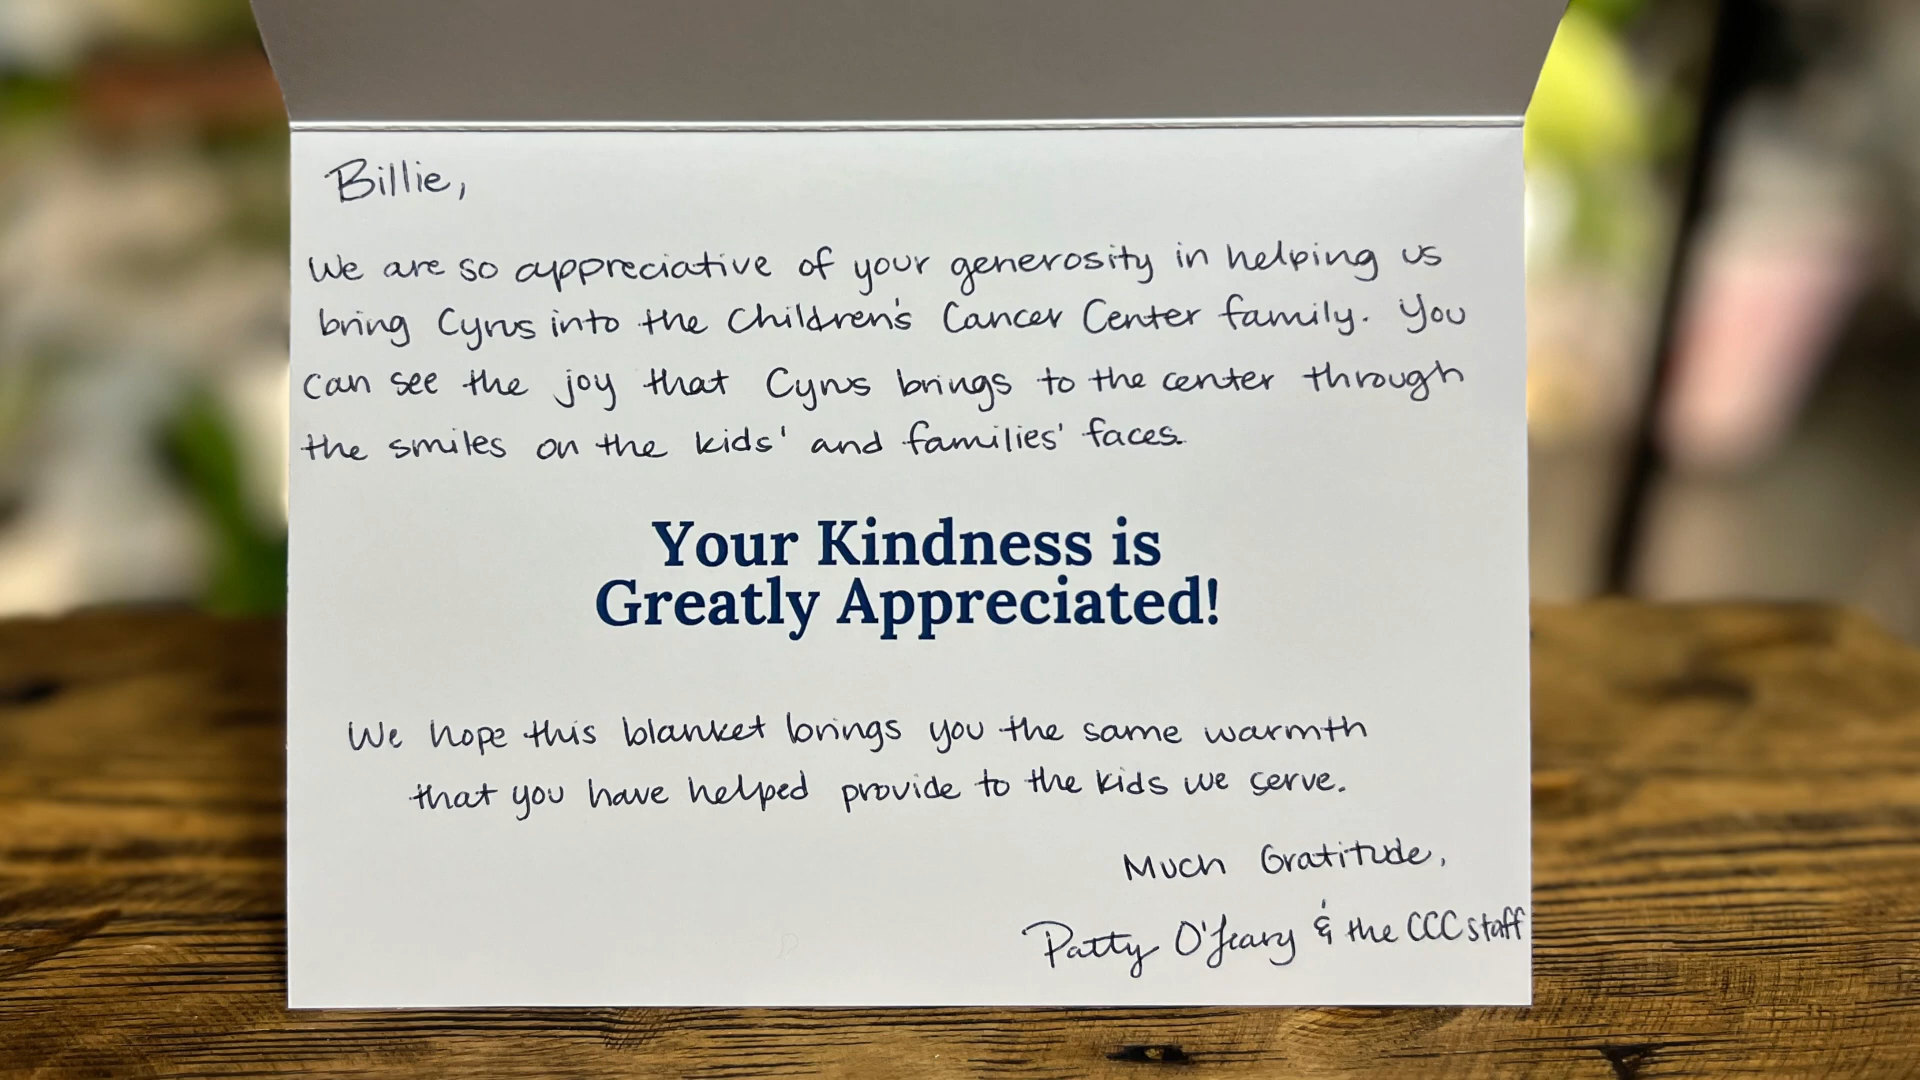 Billie,
We are so appreciative of your generosity in helping us
bring Cyrus into the Children's Cancer Center family. You
can see the joy that Cyrus brings to the center through
the smiles on the kids' and families' faces.
Your Kindness is
Greatly Appreciated!
We hope this blanket brings you the same warmth
that you have helped provide to the kids we serve.
Much Gratitude,
Patty O'Leary & the CCC staff